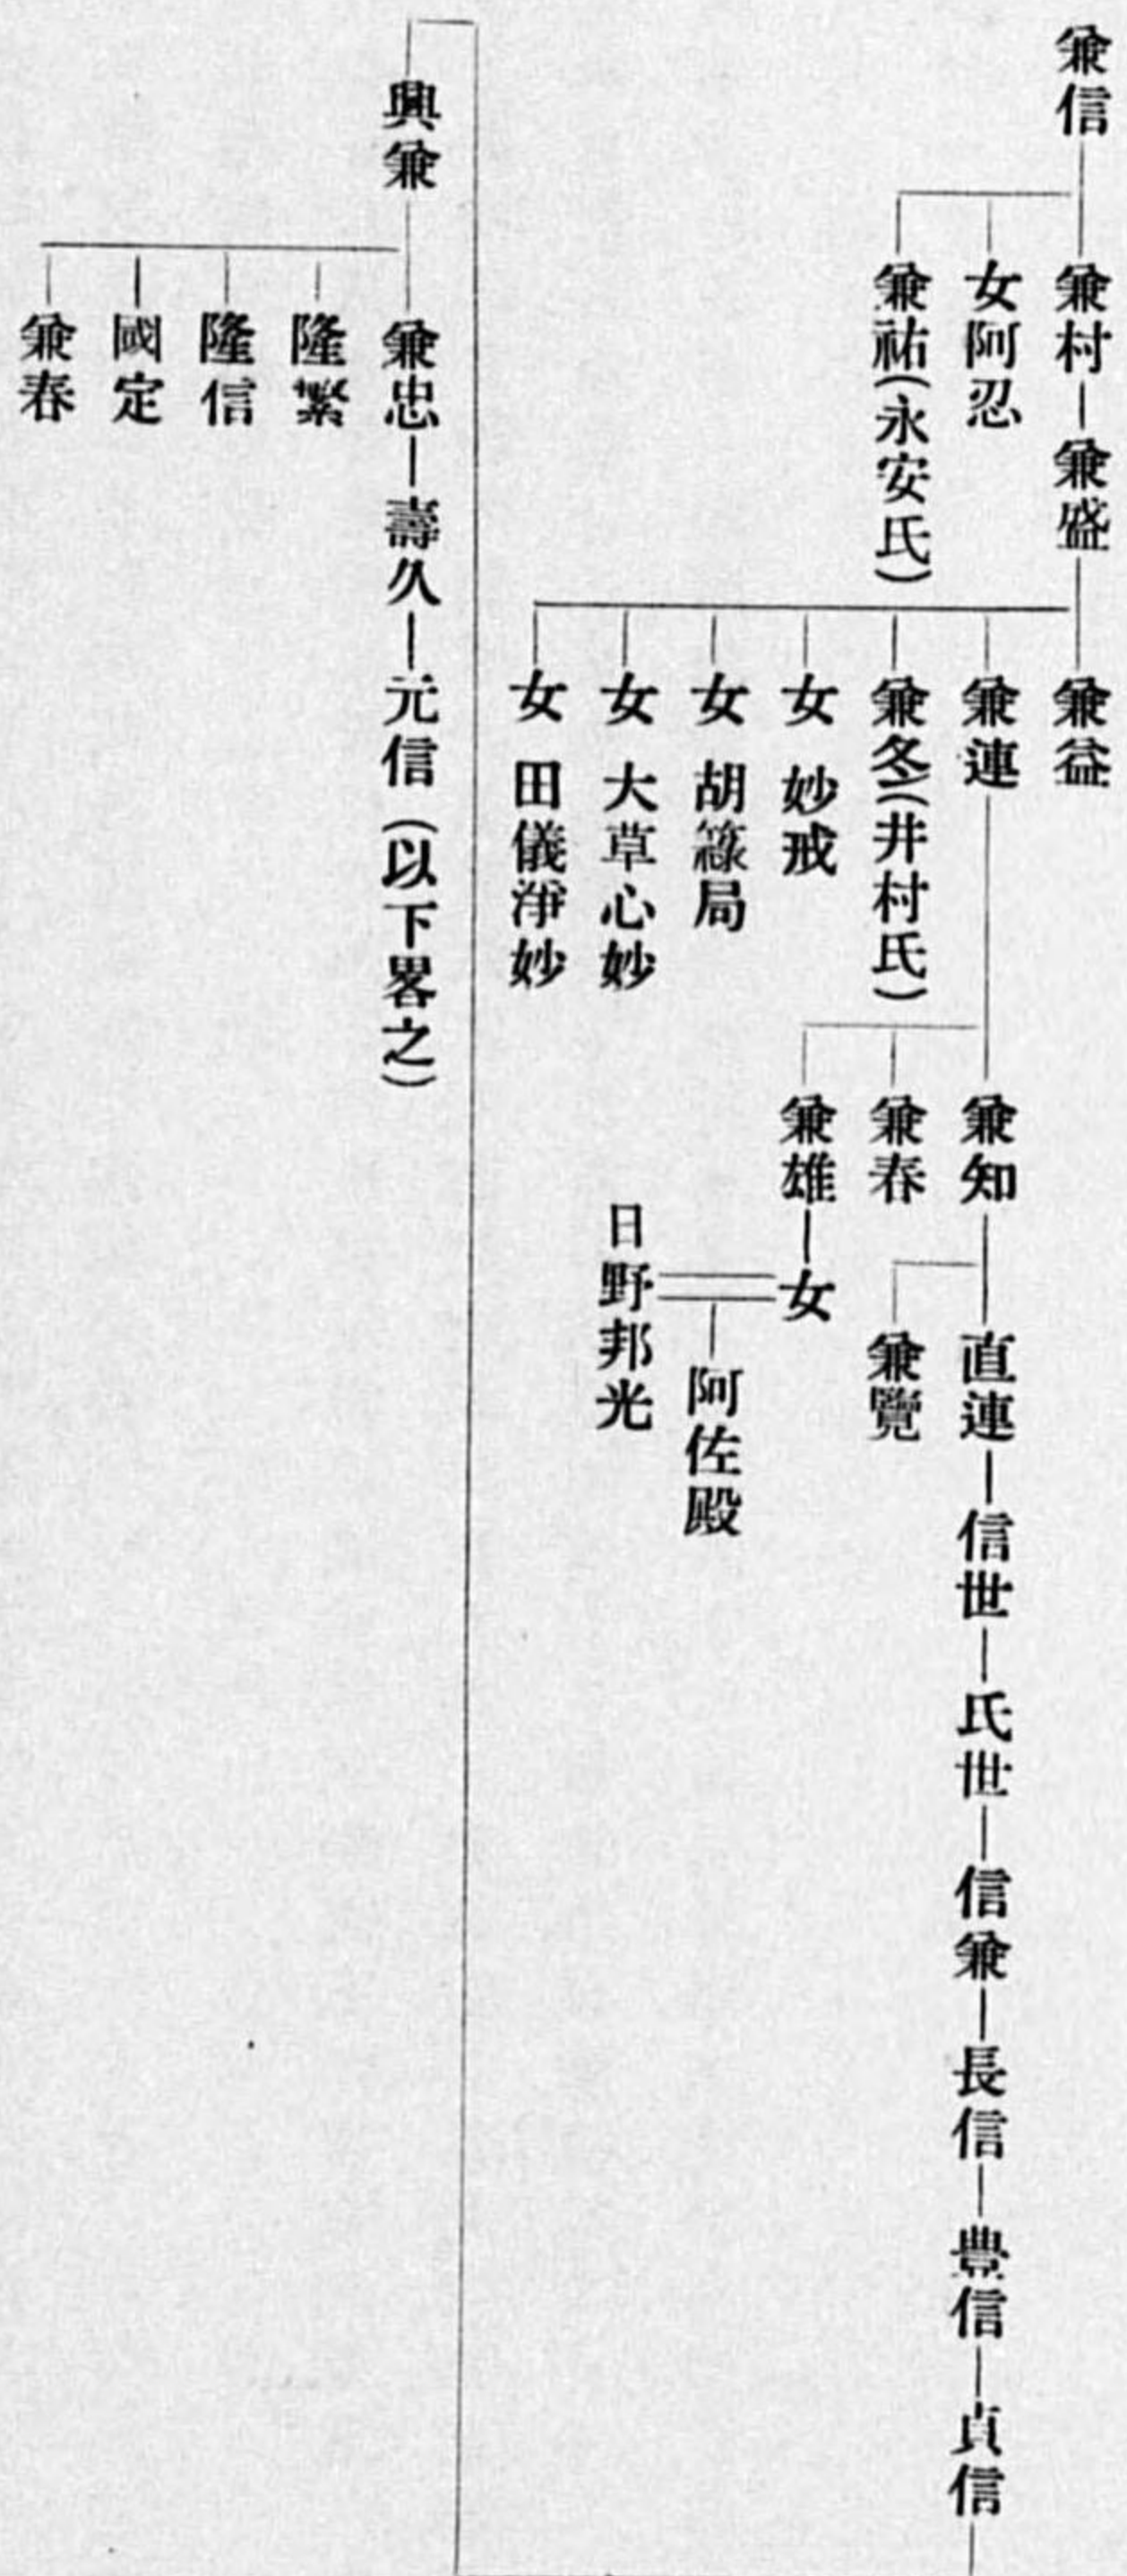 兼信
兼村
兼盛
女阿忍
兼祐(永安氏)
兼益
兼連
兼冬(井村氏)
女 妙戒
女 胡籙局
女 大草心妙
女 田儀淨妙
兼知
兼春
兼雄
女
日野邦光
阿佐殿
直連
兼覽
信世
氏世
信兼
長信
豊信
貞信
興兼
兼忠
壽久
元信(以下畧之)
隆繁
隆信
國定
兼春